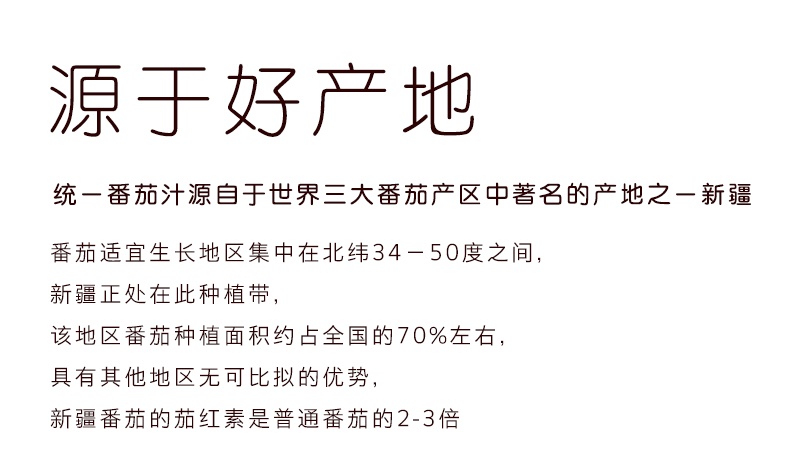 源于好产地
统一番茄汁源自于世界三大番茄产区中著名的产地之一新疆
番茄适宜生长地区集中在北纬34－50度之间,
新疆正处在此种植带,
该地区番茄种植面积约占全国的70%左右,
具有其他地区无可比拟的优势,
新疆番茄的茄红素是普通番茄的2-3倍